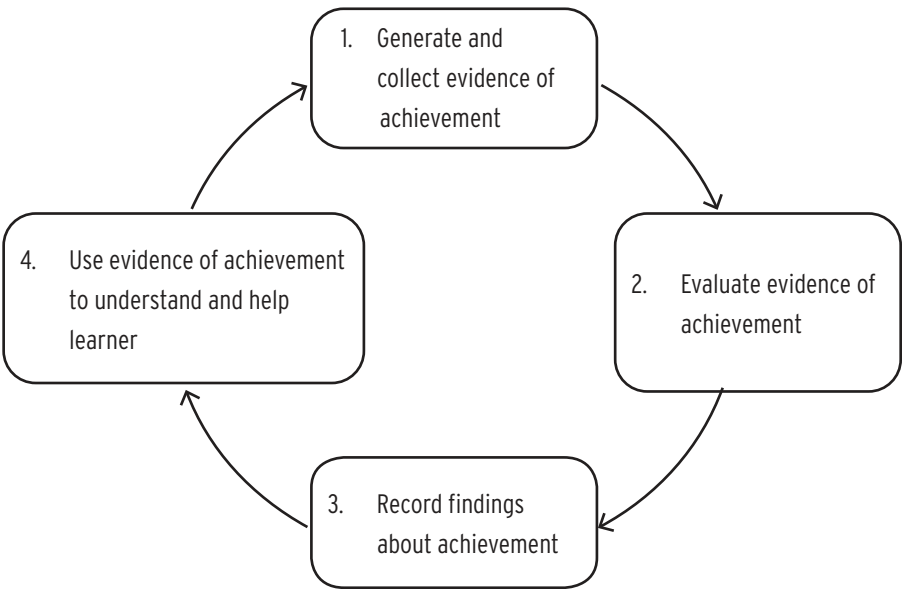 1. Generate and
collect evidence of
achievement
2. Evaluate evidence of
achievement
3. Record findings
about achievement
4. Use evidence of achievement
to understand and help
learner